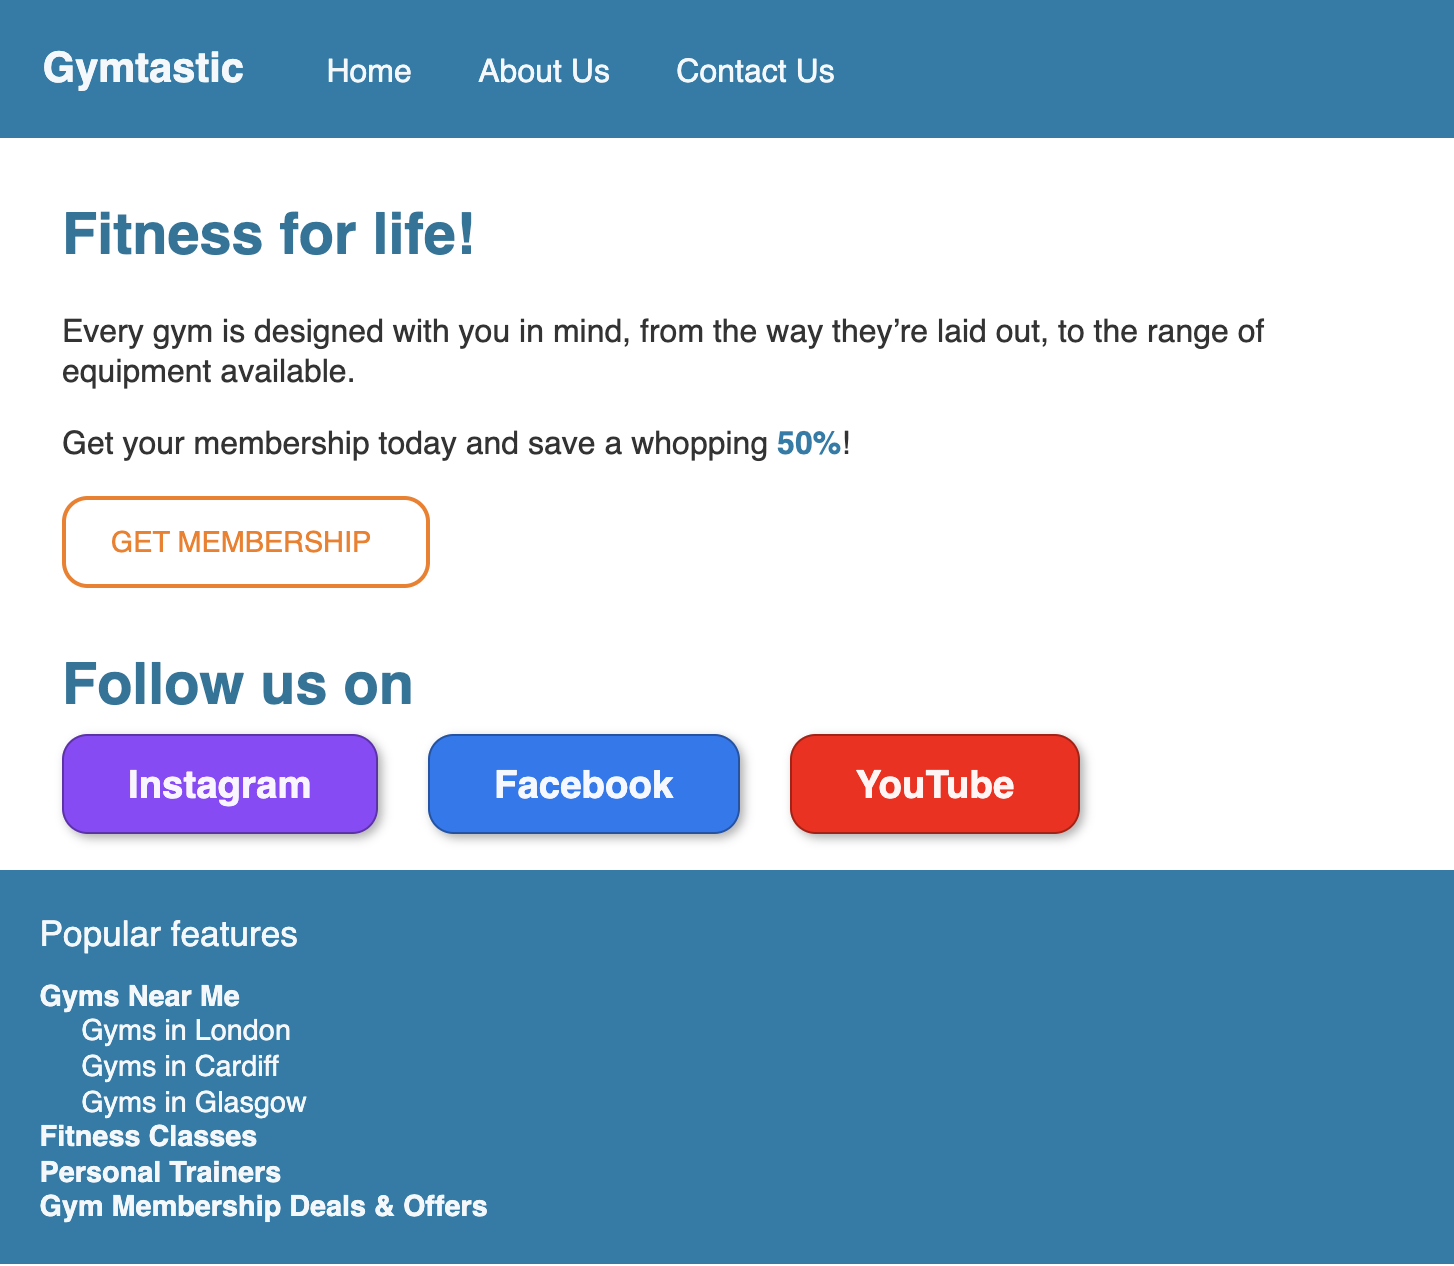 Gymtastic Home About Us Contact Us
Fitness for life!
Every gym is designed with you in mind, from the way they’re laid out, to the range of
equipment available.
Get your membership today and save a whopping 50%!
GET MEMBERSHIP
Follow us on
Instagram Facebook YouTube
Popular features
Gyms Near Me
Gyms in London
Gyms in Cardiff
Gyms in Glasgow
Fitness Classes
Personal Trainers
Gym Membership Deals & Offers